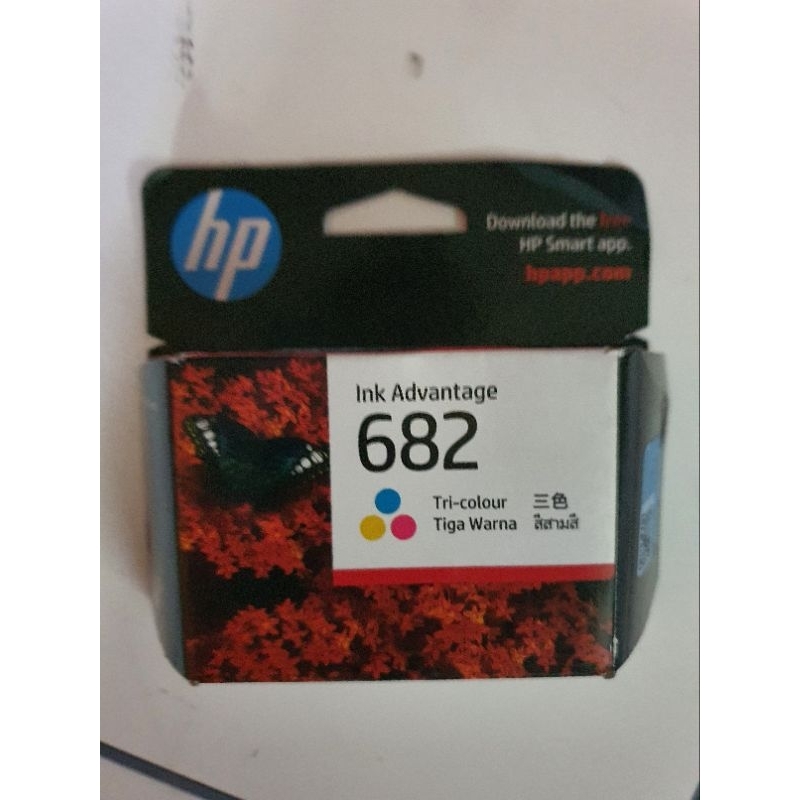 hp
Download the free
HP Smart app.
hpapp.com
Ink Advantage
682
Tri-colour 三色
Tiga Warna สีสามสี